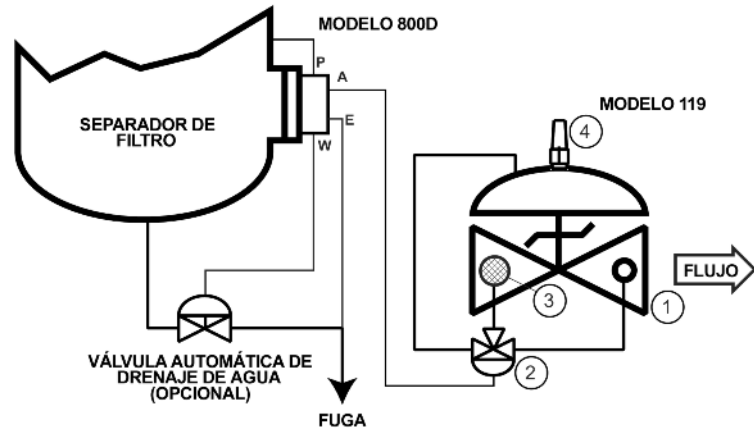 MODELO 800D
P
A
E
W
SEPARADOR DE
FILTRO
MODELO 119
4
FLUJO
3
1
2
VÁLVULA AUTOMÁTICA DE
DRENAJE DE AGUA
(OPCIONAL)
FUGA